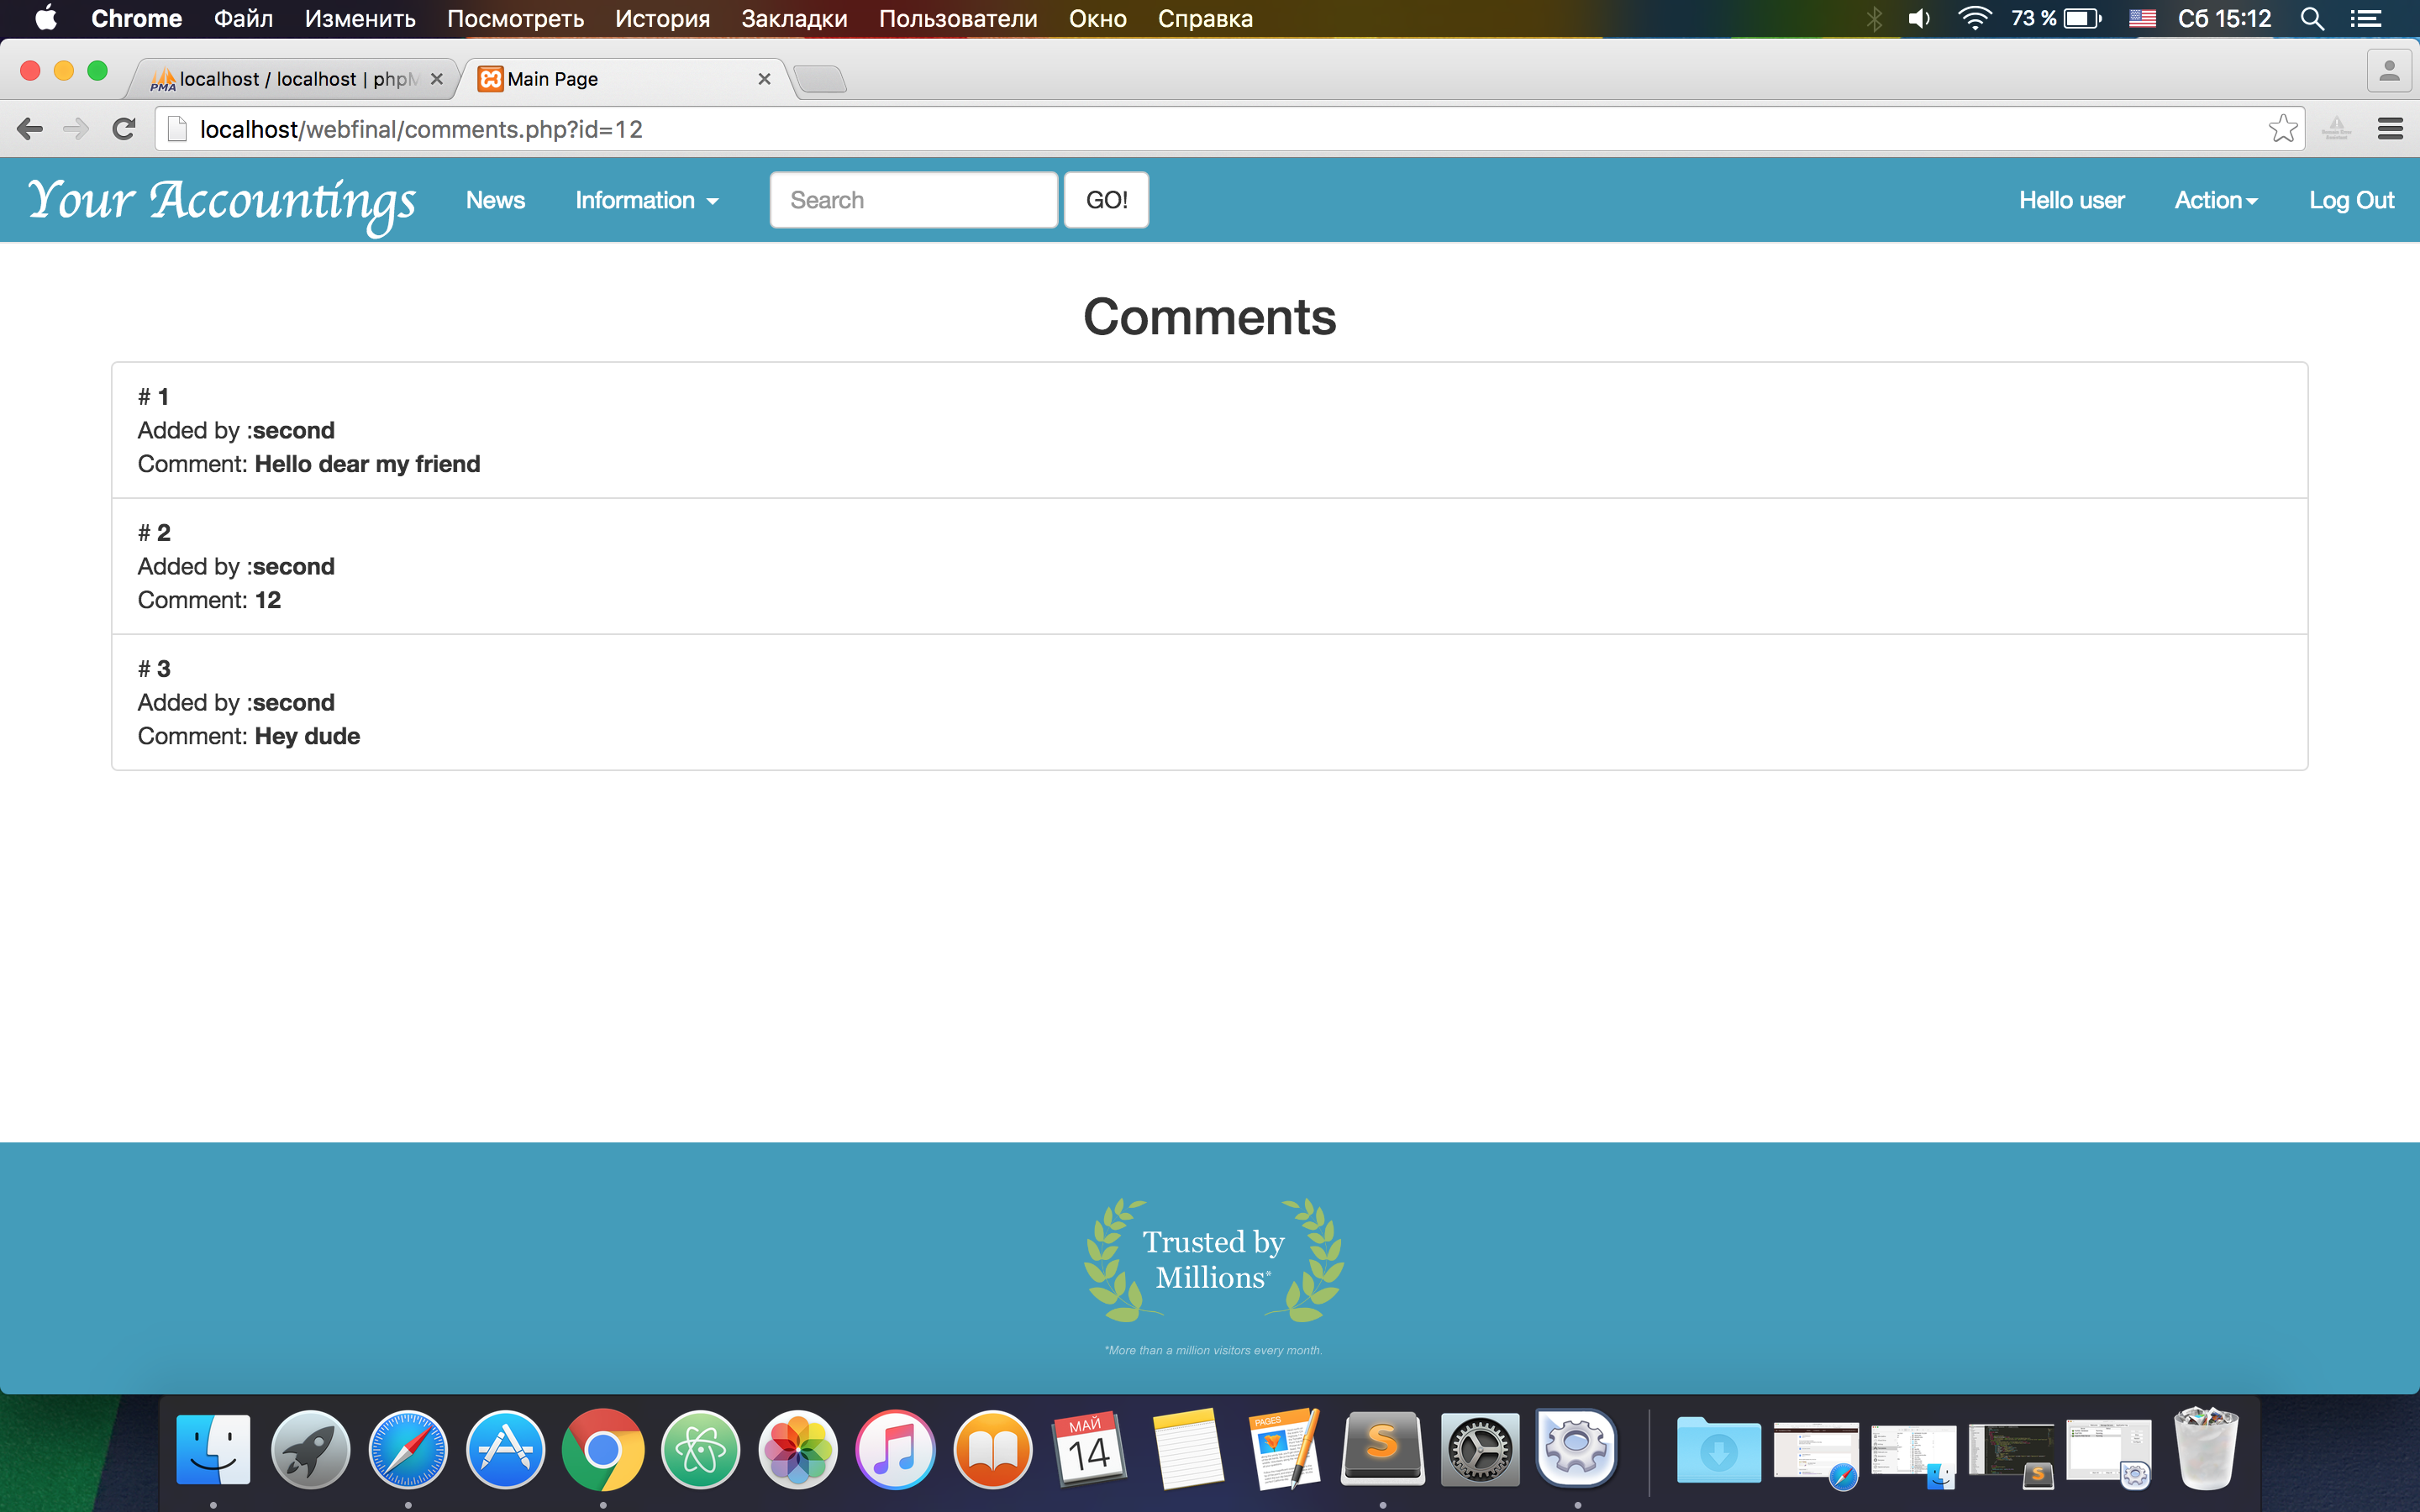 Chrome Файл Изменить Посмотреть История Закладки Пользователи Окно Справка 73 % Сб 15:12
PMA localhost / localhost | phpM Main Page
localhost/webfinal/comments.php?id=12
Your Accountings News Information Search GO! Hello user Action Log Out
Comments
# 1
Added by :second
Comment: Hello dear my friend
# 2
Added by :second
Comment: 12
# 3
Added by :second
Comment: Hey dude
Trusted by
Millions*
*More than a million visitors every month.
МАЙ
14
PAGES